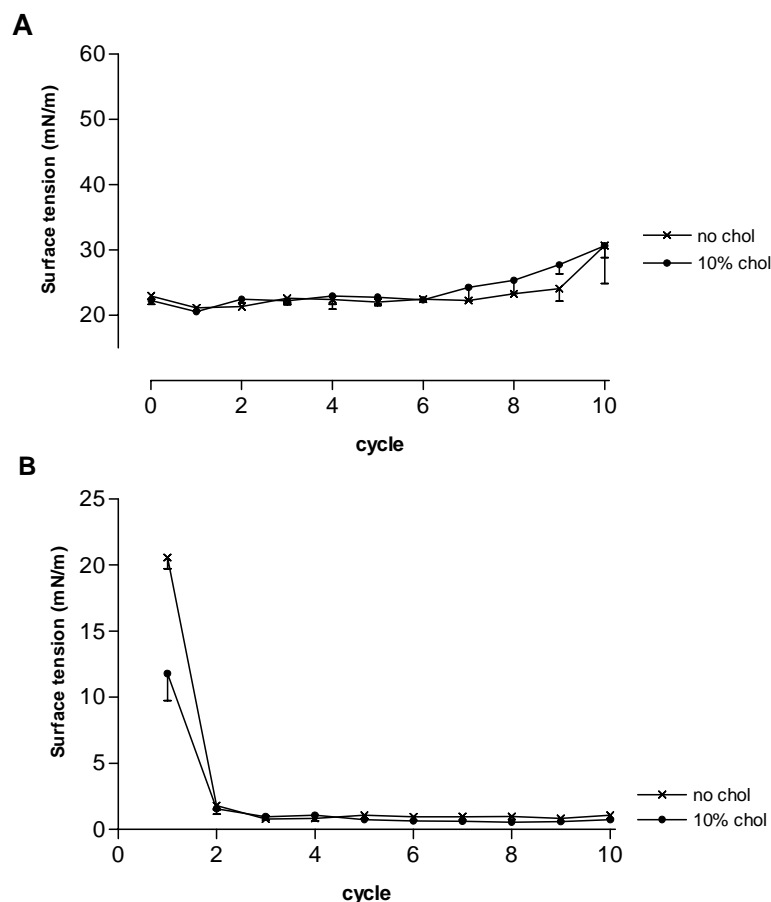 A
Surface tension (mN/m)
60
50
40
30
20
no chol
10% chol
0 2 4 6 8 10
cycle
B
Surface tension (mN/m)
25
20
15
10
5
0
no chol
10% chol
0 2 4 6 8 10
cycle